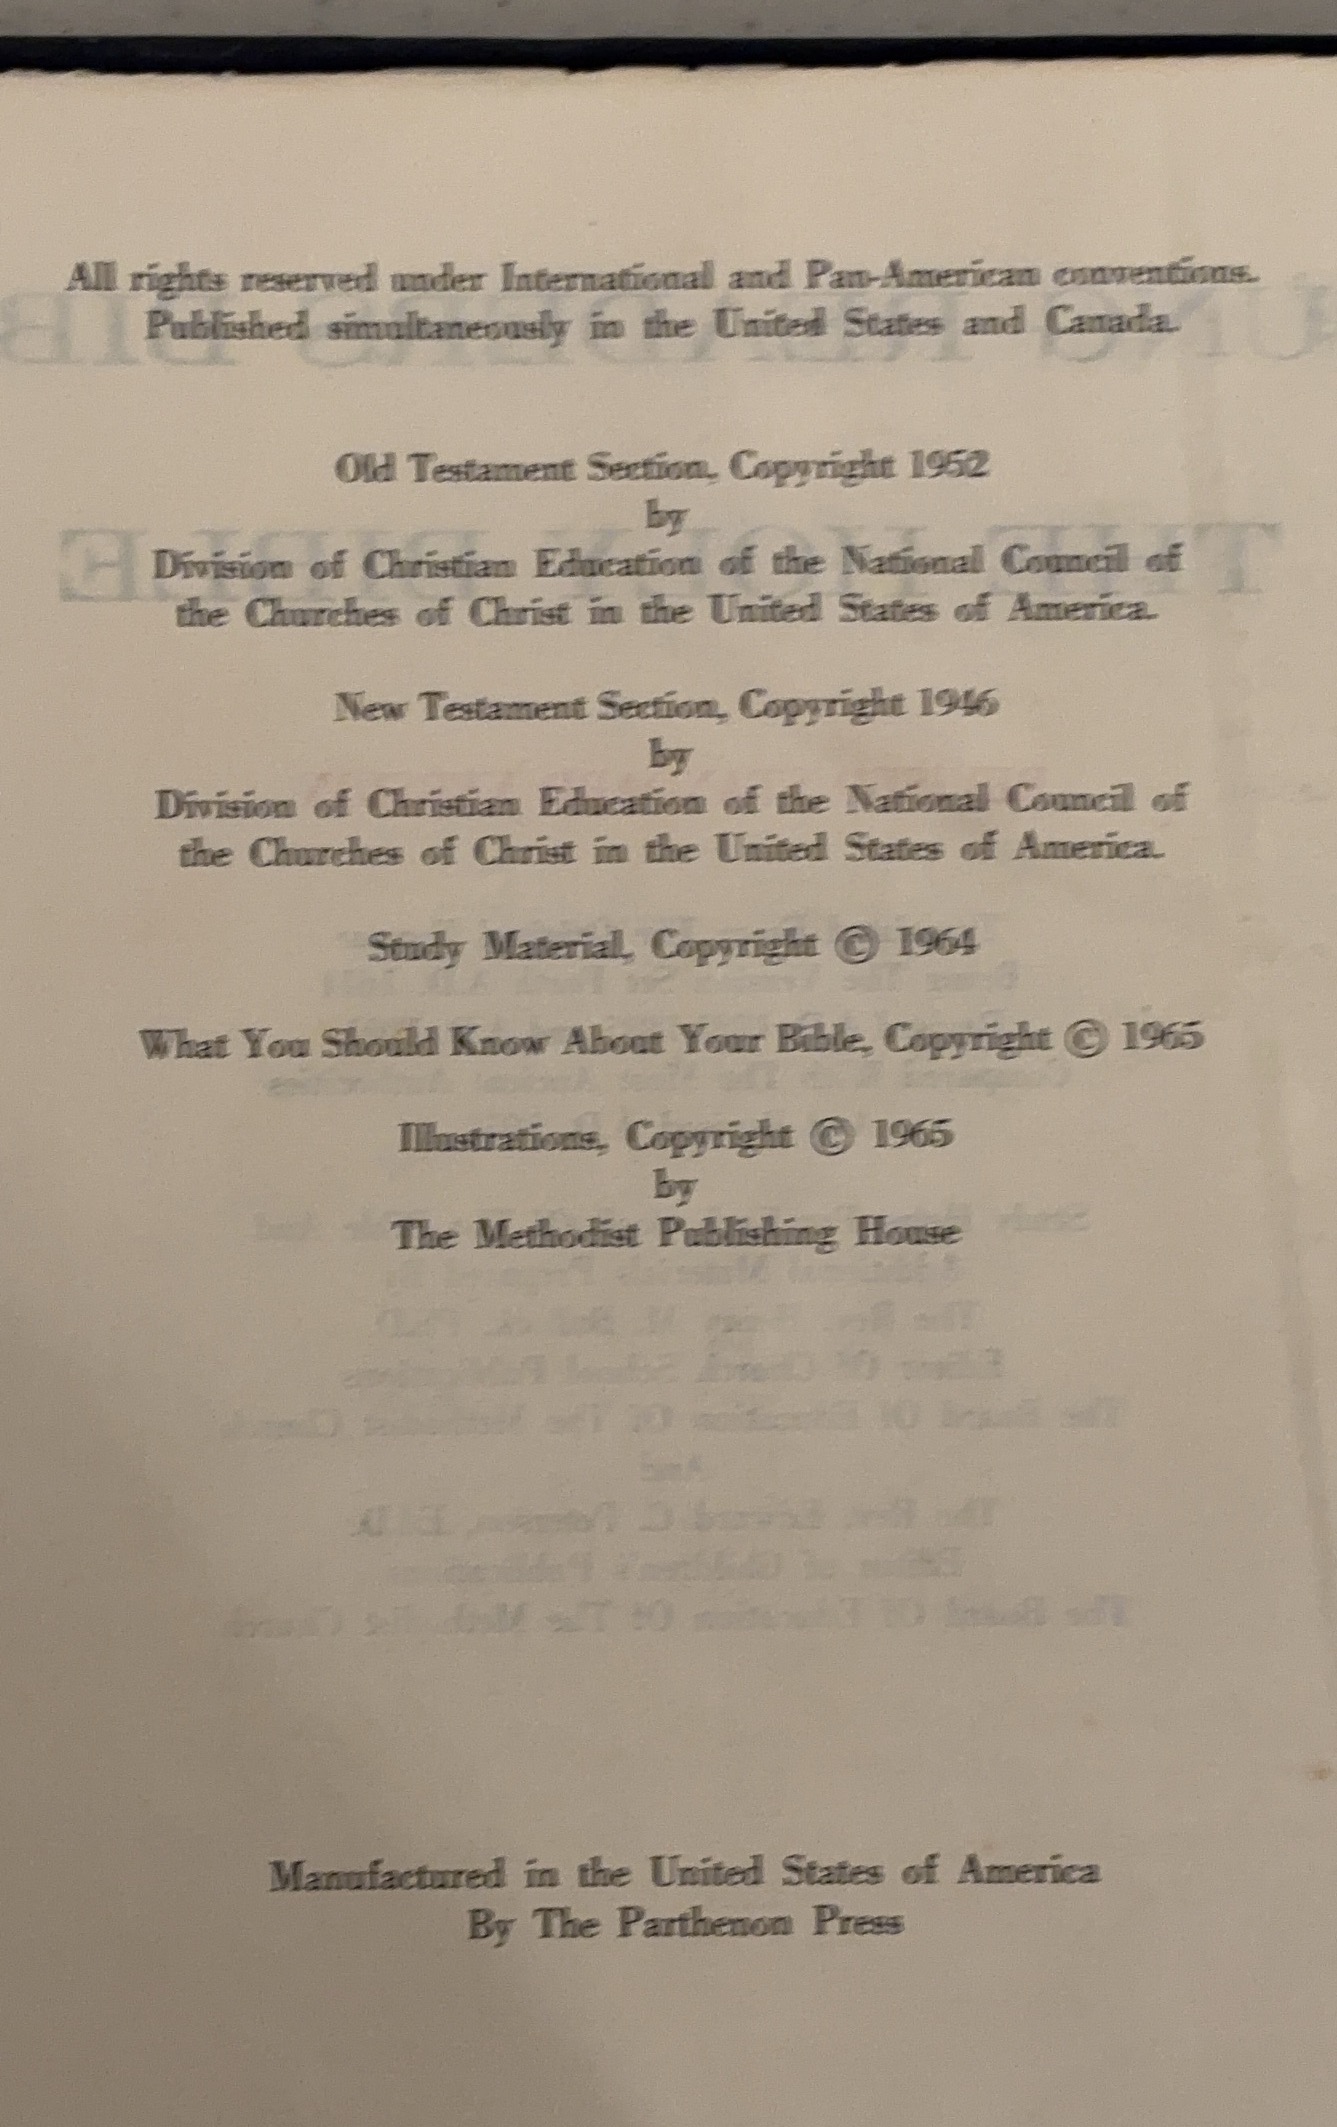 All rights reserved under International and Pan-American conventions.
Published simultaneously in the United States and Canada.
Old Testament Section, Copyright 1952
by
Division of Christian Education of the National Council of
the Churches of Christ in the United States of America.
New Testament Section, Copyright 1946
by
Division of Christian Education of the National Council of
the Churches of Christ in the United States of America.
Study Material, Copyright © 1964
What You Should Know About Your Bible, Copyright © 1965
Illustrations, Copyright © 1965
by
The Methodist Publishing House
Manufactured in the United States of America
By The Parthenon Press